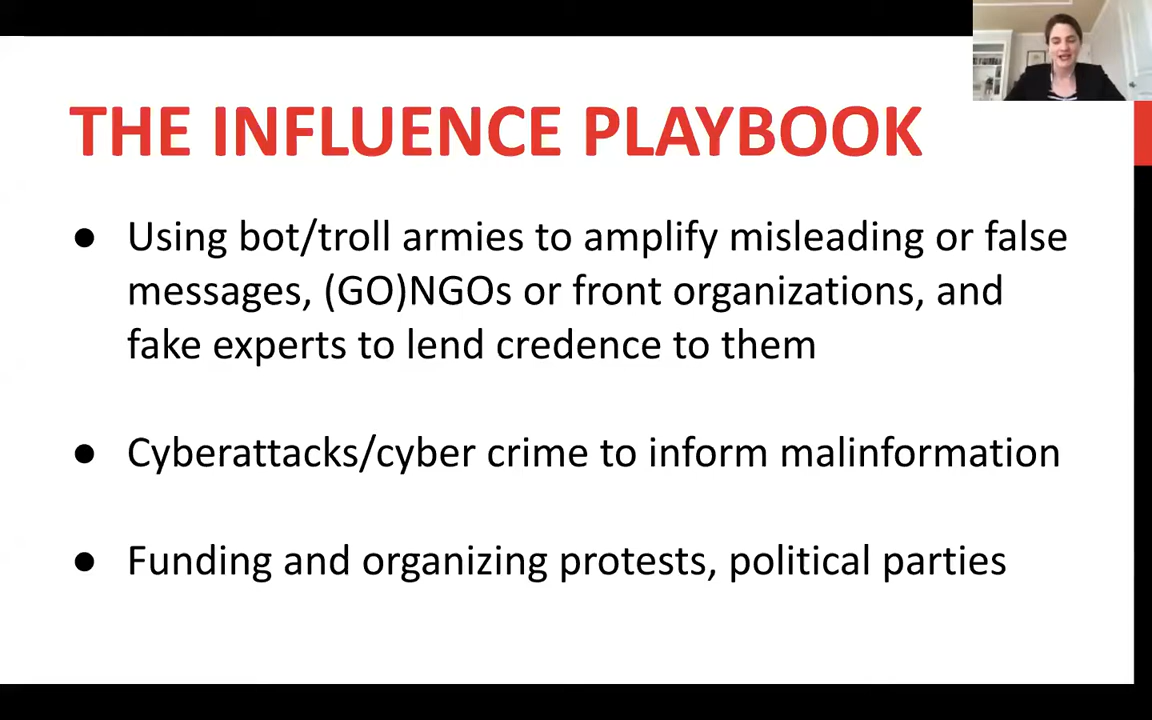 THE INFLUENCE PLAYBOOK
● Using bot/troll armies to amplify misleading or false
messages, (GO)NGOs or front organizations, and
fake experts to lend credence to them
● Cyberattacks/cyber crime to inform malinformation
● Funding and organizing protests, political parties